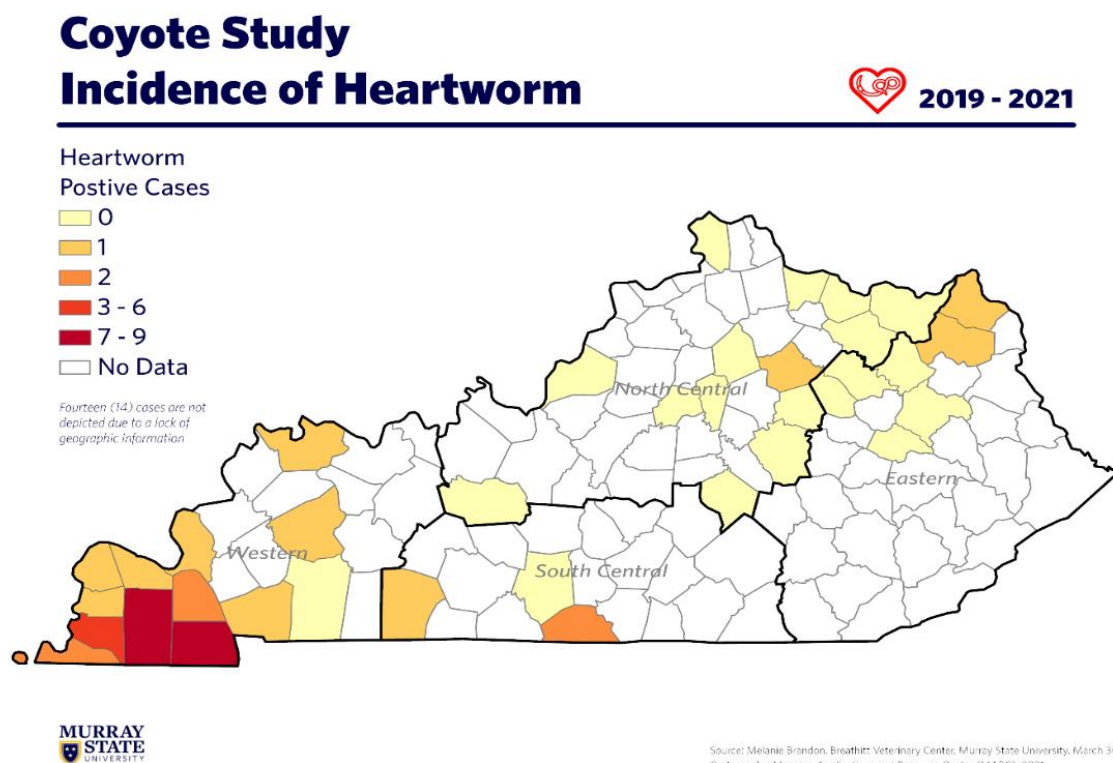 Coyote Study
Incidence of Heartworm
2019 - 2021
Heartworm
Postive Cases
0
1
2
3 - 6
7 - 9
No Data
Fourteen (14) cases are not
depicted due to a lack of
geographic information
North Central
Eastern
Western
South Central
MURRAY
STATE
UNIVERSITY
Source: Melanie Brandon, Breathitt Veterinary Center, Murray State University, March